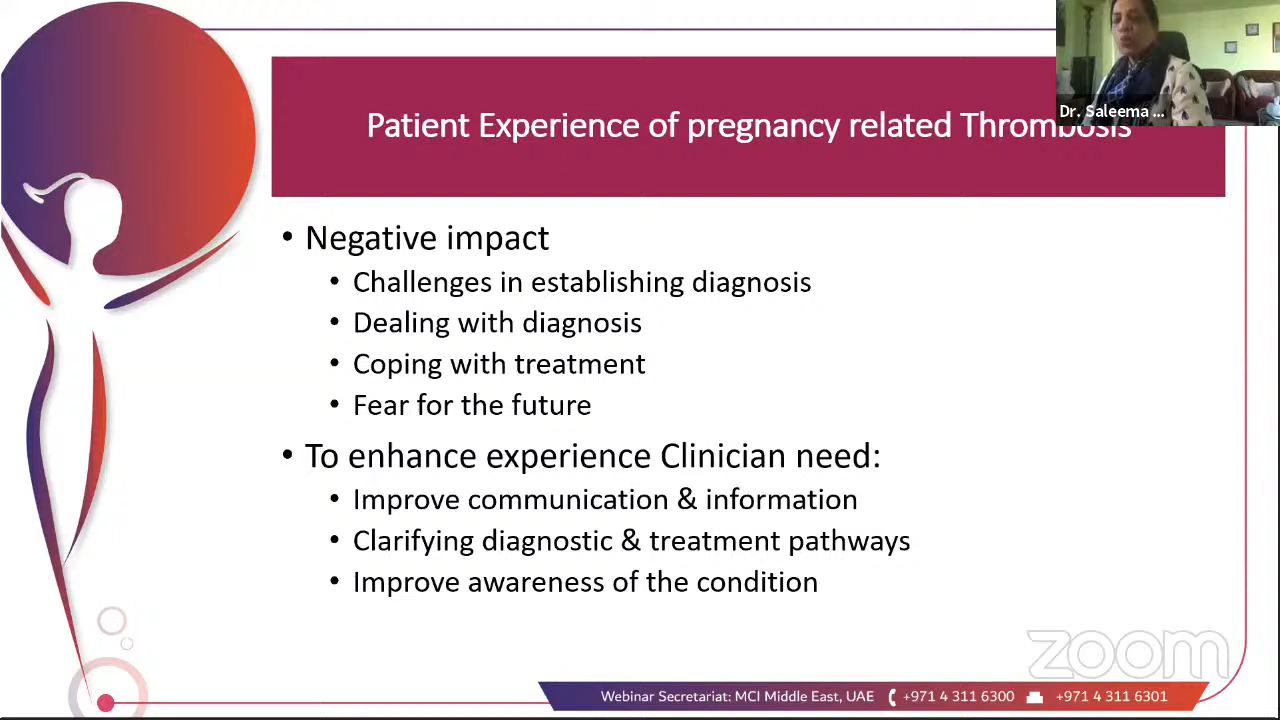 Patient Experience of pregnancy related Thrombosis
Dr. Saleema ...
• Negative impact
• Challenges in establishing diagnosis
• Dealing with diagnosis
• Coping with treatment
• Fear for the future
• To enhance experience Clinician need:
• Improve communication & information
• Clarifying diagnostic & treatment pathways
• Improve awareness of the condition
zoom
Webinar Secretariat: MCI Middle East, UAE +971 4 311 6300 +971 4 311 6301